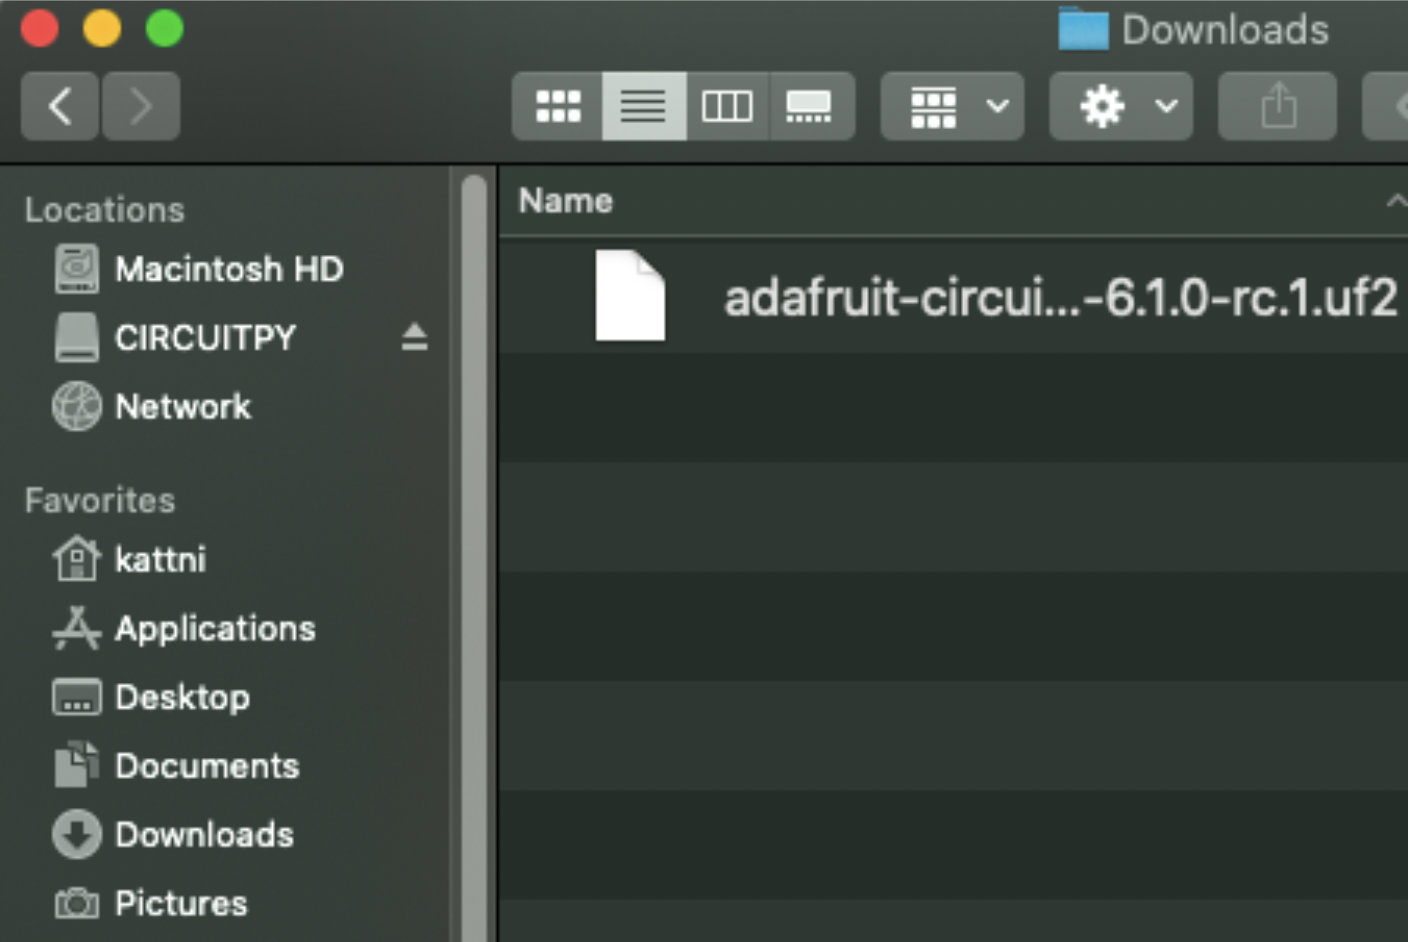 Downloads
Locations
Macintosh HD
CIRCUITPY
Network
Favorites
kattni
Applications
Desktop
Documents
Downloads
Pictures
Name
adafruit-circui...-6.1.0-rc.1.uf2